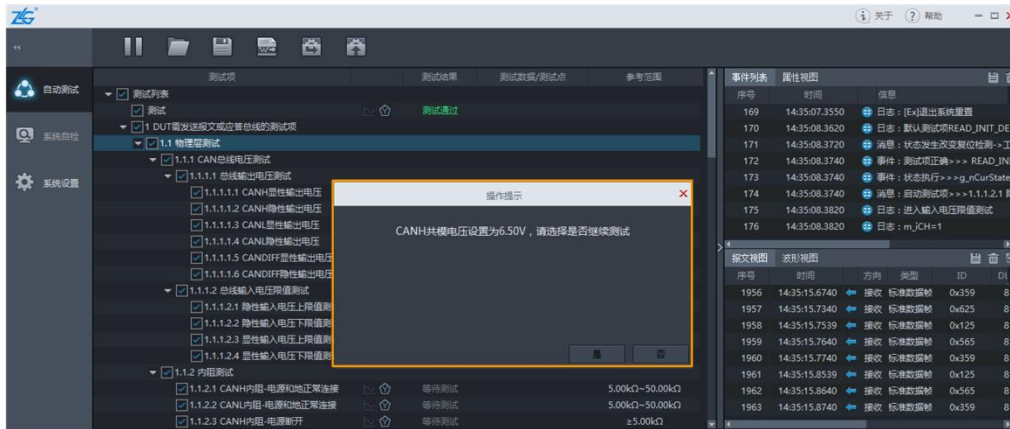 ZLG
关于 帮助
自动测试
系统自检
系统设置
测试项 测试结果 测试数据/测试点 参考范围
测试列表
测试 测试通过
1 DUT需发送报文或应答总线的测试项
1.1 物理层测试
1.1.1 CAN总线电压测试
1.1.1.1 总线输出电压测试
1.1.1.1.1 CANH显性输出电压
1.1.1.1.2 CANH隐性输出电压
1.1.1.1.3 CANL显性输出电压
1.1.1.1.4 CANL隐性输出电压
1.1.1.1.5 CANDIFF显性输出电压
1.1.1.1.6 CANDIFF隐性输出电压
1.1.1.2 总线输入电压限值测试
1.1.1.2.1 隐性输入电压上限值测
1.1.1.2.2 隐性输入电压下限值测
1.1.1.2.3 显性输入电压上限值测
1.1.1.2.4 显性输入电压下限值测
1.1.2 内阻测试
1.1.2.1 CANH内阻-电源和地正常连接 等待测试 5.00kΩ~50.00kΩ
1.1.2.2 CANL内阻-电源和地正常连接 等待测试 5.00kΩ~50.00kΩ
1.1.2.3 CANH内阻-电源断开 等待测试 ≥5.00kΩ
操作提示
CANH共模电压设置为6.50V，请选择是否继续测试
是 否
事件列表 属性视图
序号 时间 信息
169 14:35:07.3550 日志：[Ex]退出系统重置
170 14:35:08.3620 日志：默认测试项READ_INIT_DE
171 14:35:08.3720 消息：状态发生改变复位检测->工
172 14:35:08.3740 事件：测试项正确>>> READ_INI
173 14:35:08.3740 事件：状态执行>>>g_nCurState
174 14:35:08.3740 消息：启动测试项>>>1.1.1.2.1
175 14:35:08.3820 日志：进入输入电压限值测试
176 14:35:08.3820 日志：m_iCH=1
报文视图 波形视图
序号 时间 方向 类型 ID DL
1956 14:35:15.6740 接收 标准数据帧 0x359 8
1957 14:35:15.7340 接收 标准数据帧 0x625 8
1958 14:35:15.7539 接收 标准数据帧 0x125 8
1959 14:35:15.7640 接收 标准数据帧 0x565 8
1960 14:35:15.7740 接收 标准数据帧 0x359 8
1961 14:35:15.8539 接收 标准数据帧 0x125 8
1962 14:35:15.8640 接收 标准数据帧 0x565 8
1963 14:35:15.8740 接收 标准数据帧 0x359 8